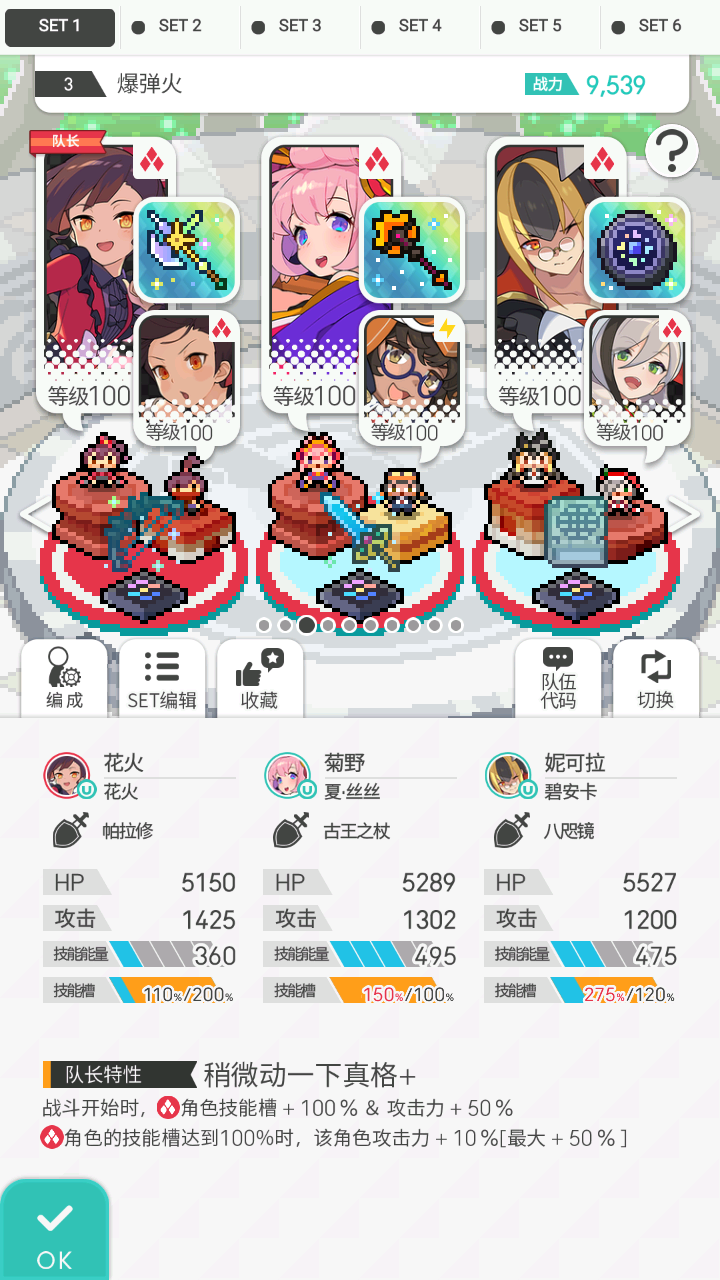 SET 1
SET 2
SET 3
SET 4
SET 5
SET 6
3 爆弹火
战力 9,539
队长
?
等级100
等级100
等级100
等级100
等级100
等级100
编成
SET编辑
收藏
队伍
代码
切换
花火
花火
帕拉修
HP 5150
攻击 1425
技能能量 360
技能槽 110%/200%
菊野
夏·丝丝
古王之杖
HP 5289
攻击 1302
技能能量 495
技能槽 150%/100%
妮可拉
碧安卡
八咫镜
HP 5527
攻击 1200
技能能量 475
技能槽 275%/120%
队长特性 稍微动一下真格+
战斗开始时，角色技能槽+100% & 攻击力+50%
角色的技能槽达到100%时，该角色攻击力+10%[最大+50%]
OK